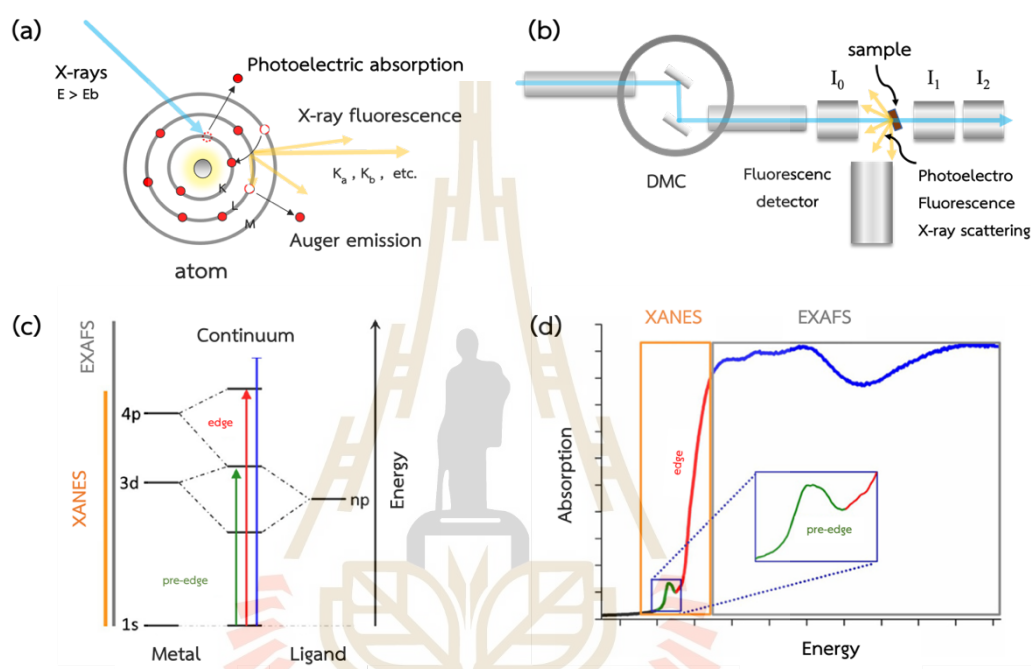 (a)
X-rays
E > Eb
Photoelectric absorption
X-ray fluorescence
Kₐ , K_b , etc.
K
L
M
Auger emission
atom
(b)
sample
I₀
I₁
I₂
DMC
Fluorescenc
detector
Photoelectro
Fluorescence
X-ray scattering
(c)
Continuum
EXAFS
XANES
4p
3d
1s
edge
pre-edge
np
Energy
Metal
Ligand
(d)
XANES
EXAFS
Absorption
edge
pre-edge
Energy